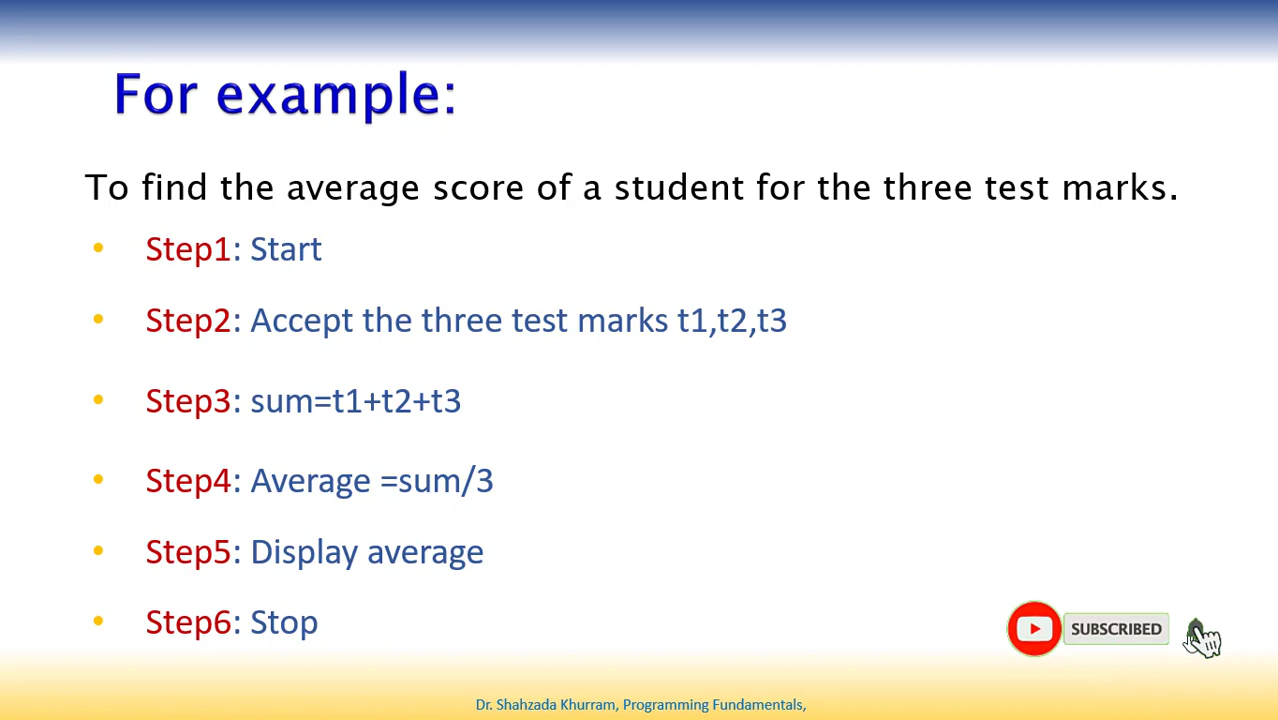 For example:
To find the average score of a student for the three test marks.
• Step1: Start
• Step2: Accept the three test marks t1,t2,t3
• Step3: sum=t1+t2+t3
• Step4: Average =sum/3
• Step5: Display average
• Step6: Stop
SUBSCRIBED
Dr. Shahzada Khurram, Programming Fundamentals,